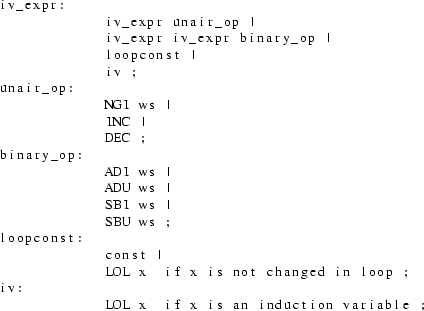 iv_expr:
iv_expr unair_op |
iv_expr iv_expr binary_op |
loopconst |
iv ;
unair_op:
NGI ws |
INC |
DEC ;
binary_op:
ADI ws |
ADU ws |
SBI ws |
SBU ws ;
loopconst:
const |
LOL x if x is not changed in loop ;
iv:
LOL x if x is an induction variable ;